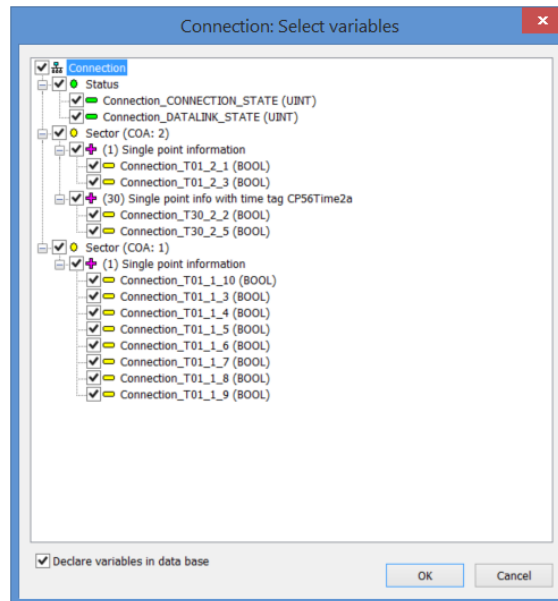 Connection: Select variables
Connection
Status
Connection_CONNECTION_STATE (UINT)
Connection_DATALINK_STATE (UINT)
Sector (COA: 2)
(1) Single point information
Connection_T01_2_1 (BOOL)
Connection_T01_2_3 (BOOL)
(30) Single point info with time tag CP56Time2a
Connection_T30_2_2 (BOOL)
Connection_T30_2_5 (BOOL)
Sector (COA: 1)
(1) Single point information
Connection_T01_1_10 (BOOL)
Connection_T01_1_3 (BOOL)
Connection_T01_1_4 (BOOL)
Connection_T01_1_5 (BOOL)
Connection_T01_1_6 (BOOL)
Connection_T01_1_7 (BOOL)
Connection_T01_1_8 (BOOL)
Connection_T01_1_9 (BOOL)
Declare variables in data base
OK Cancel